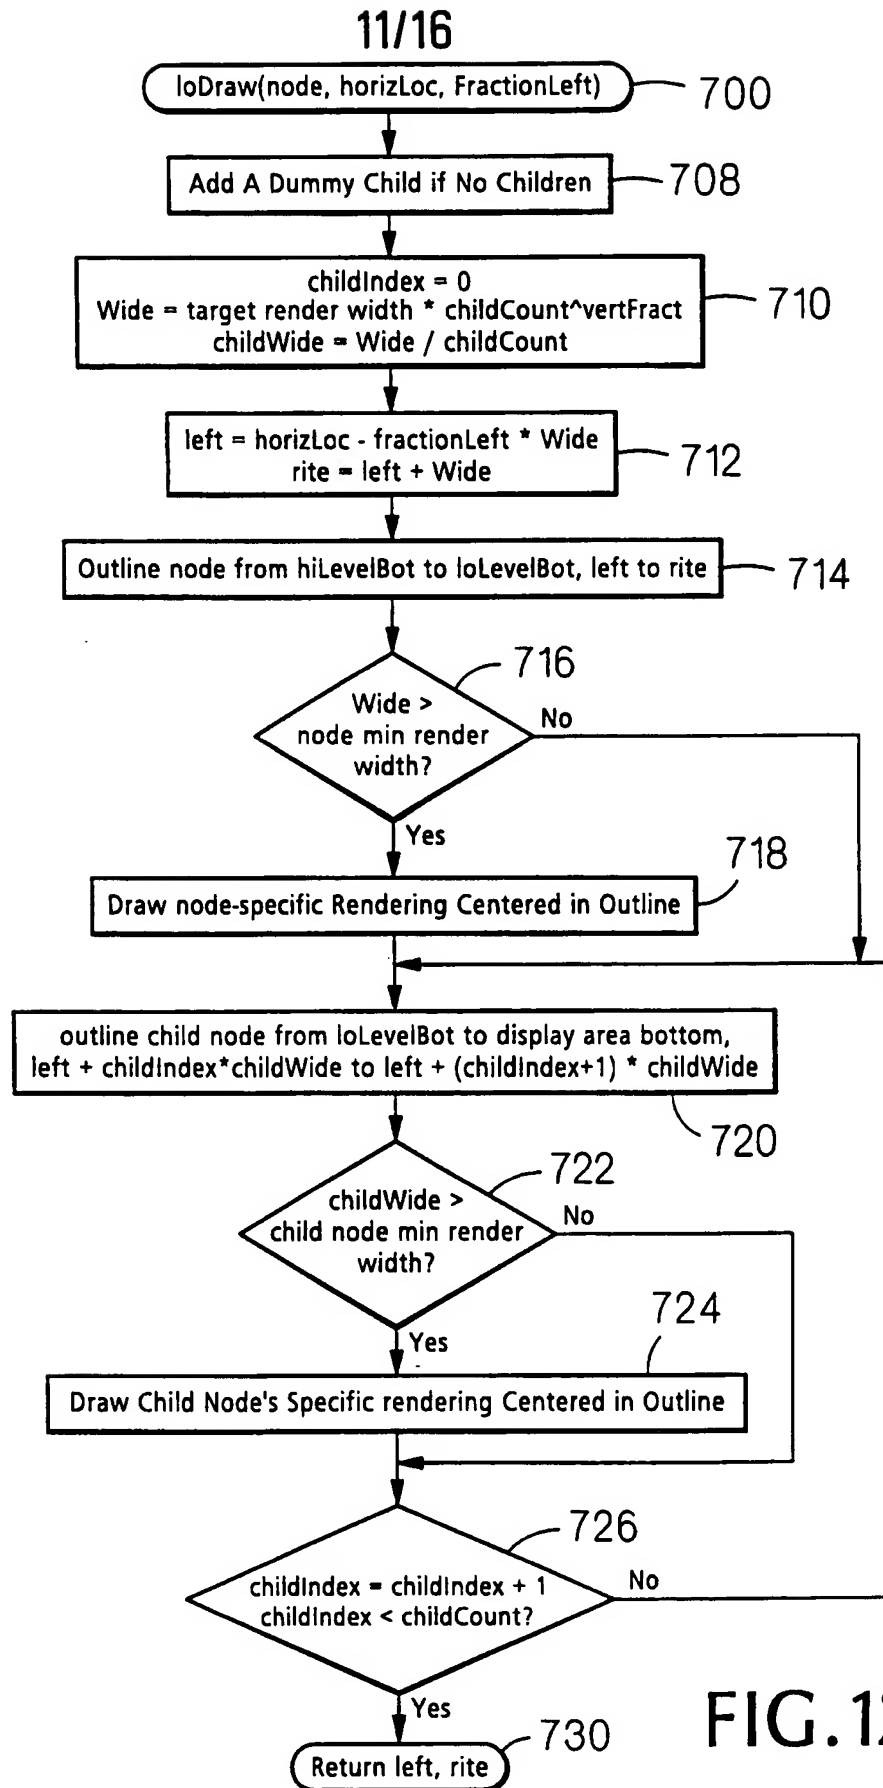 11/16
loDraw(node, horizLoc, FractionLeft)
700
Add A Dummy Child if No Children
708
childIndex = 0
Wide = target render width * childCount^vertFract
childWide = Wide / childCount
710
left = horizLoc - fractionLeft * Wide
rite = left + Wide
712
Outline node from hiLevelBot to loLevelBot, left to rite
714
716
Wide >
node min render
width?
No
Yes
718
Draw node-specific Rendering Centered in Outline
outline child node from loLevelBot to display area bottom,
left + childIndex*childWide to left + (childIndex+1) * childWide
720
722
childWide >
child node min render
width?
No
Yes
724
Draw Child Node's Specific rendering Centered in Outline
726
childIndex = childIndex + 1
childIndex < childCount?
No
Yes
730
Return left, rite
FIG.12